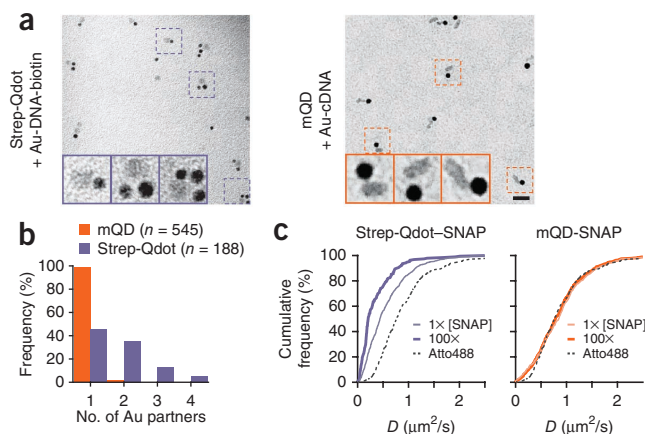 a
Strep-Qdot
+ Au-DNA-biotin
mQD
+ Au-cDNA
b
mQD (n = 545)
Strep-Qdot (n = 188)
Frequency (%)
100
80
60
40
20
0
1 2 3 4
No. of Au partners
c
Strep-Qdot–SNAP
mQD-SNAP
Cumulative
frequency (%)
100
80
60
40
20
0
1× [SNAP]
100×
Atto488
1× [SNAP]
100×
Atto488
0 1 2
0 1 2
D (μm²/s)
D (μm²/s)